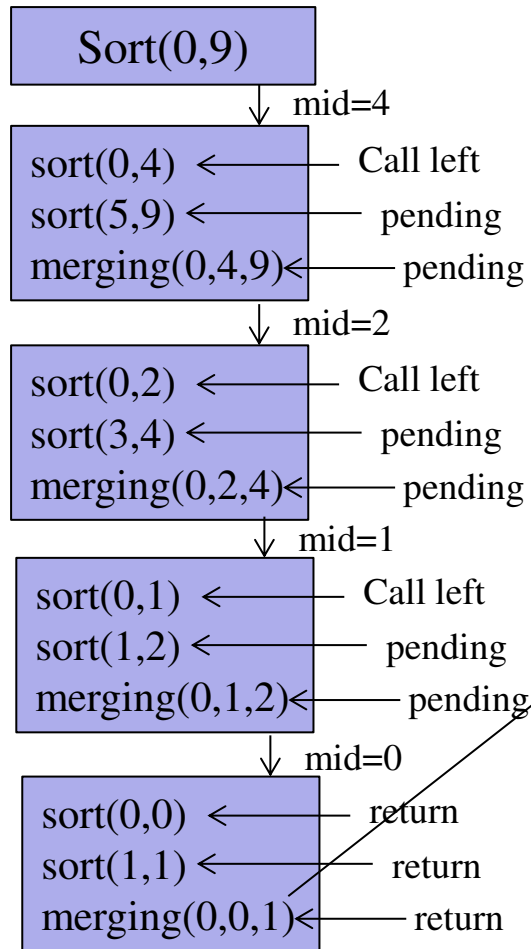 Sort(0,9)
mid=4
sort(0,4) Call left
sort(5,9) pending
merging(0,4,9) pending
mid=2
sort(0,2) Call left
sort(3,4) pending
merging(0,2,4) pending
mid=1
sort(0,1) Call left
sort(1,2) pending
merging(0,1,2) pending
mid=0
sort(0,0) return
sort(1,1) return
merging(0,0,1) return